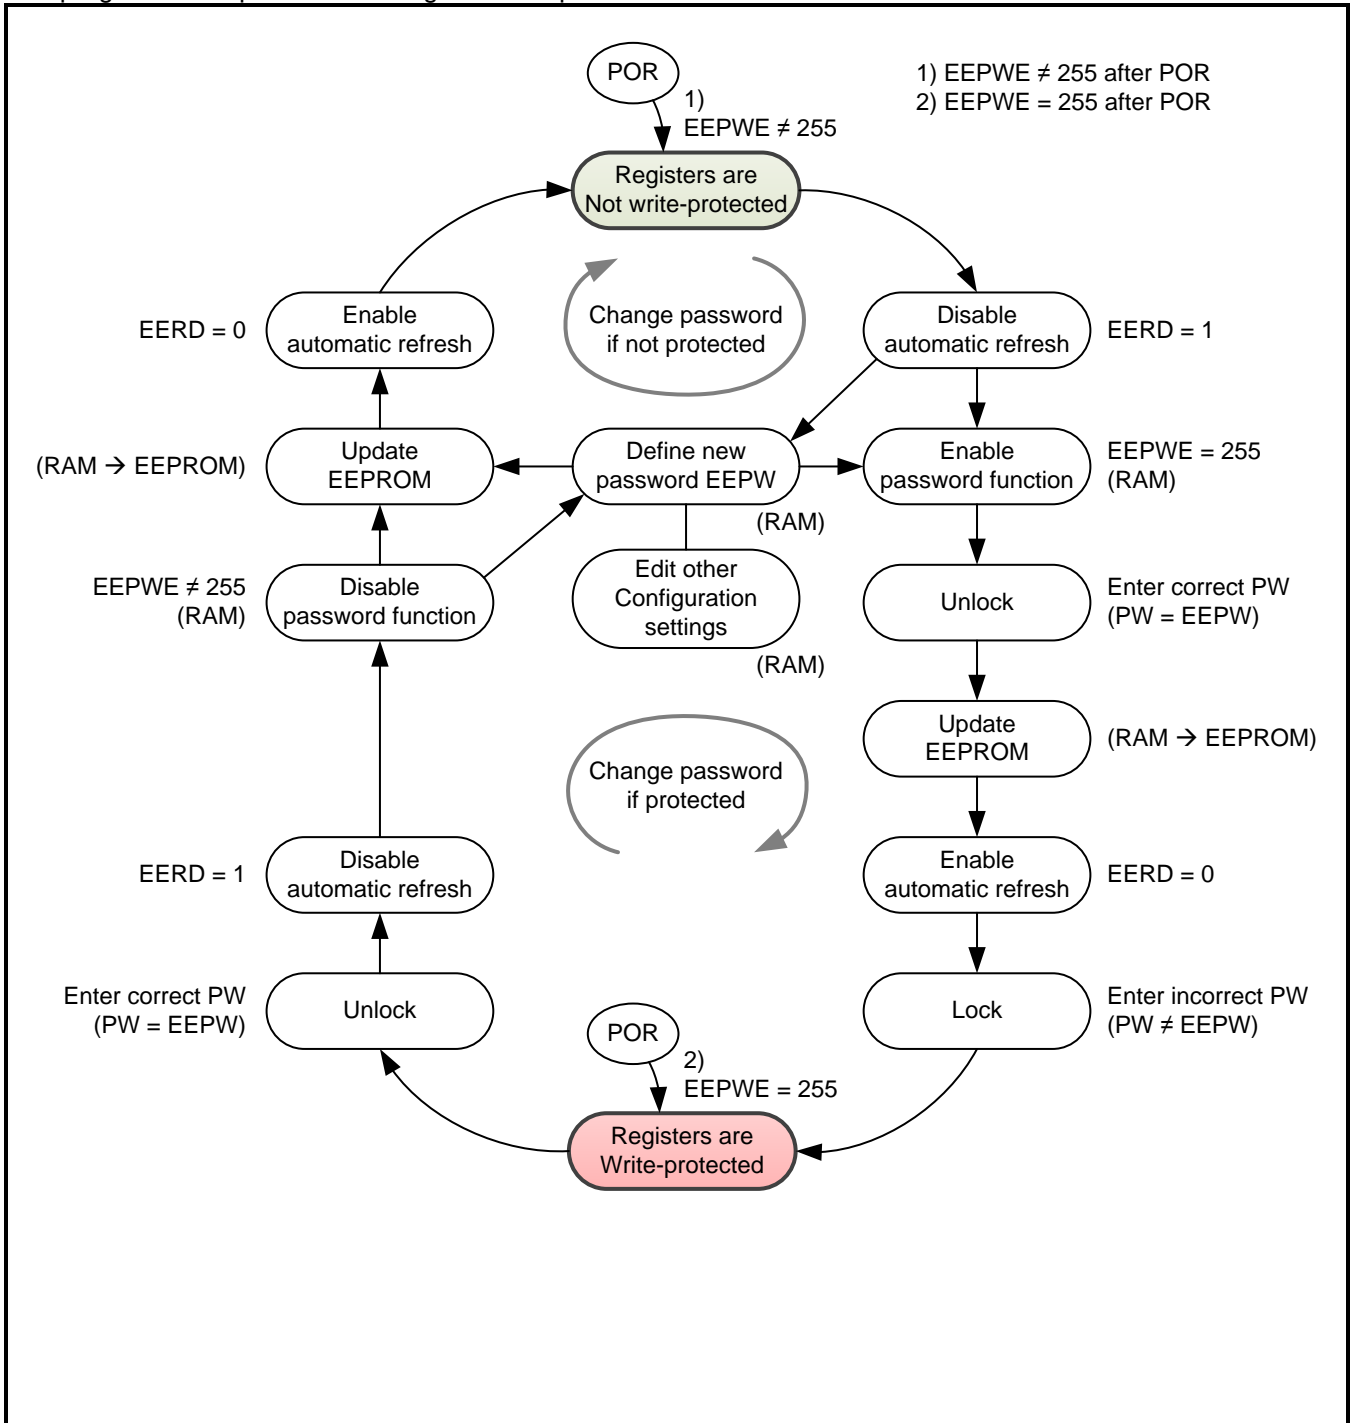 POR
1)
EEPWE ≠ 255
1) EEPWE ≠ 255 after POR
2) EEPWE = 255 after POR
Registers are
Not write-protected
EERD = 0
Enable
automatic refresh
Change password
if not protected
Disable
automatic refresh
EERD = 1
(RAM → EEPROM)
Update
EEPROM
Define new
password EEPW
(RAM)
Enable
password function
EEPWE = 255
(RAM)
EEPWE ≠ 255
(RAM)
Disable
password function
Edit other
Configuration
settings
(RAM)
Unlock
Enter correct PW
(PW = EEPW)
Update
EEPROM
(RAM → EEPROM)
Change password
if protected
EERD = 1
Disable
automatic refresh
Enable
automatic refresh
EERD = 0
Enter correct PW
(PW = EEPW)
Unlock
Lock
Enter incorrect PW
(PW ≠ EEPW)
POR
2)
EEPWE = 255
Registers are
Write-protected